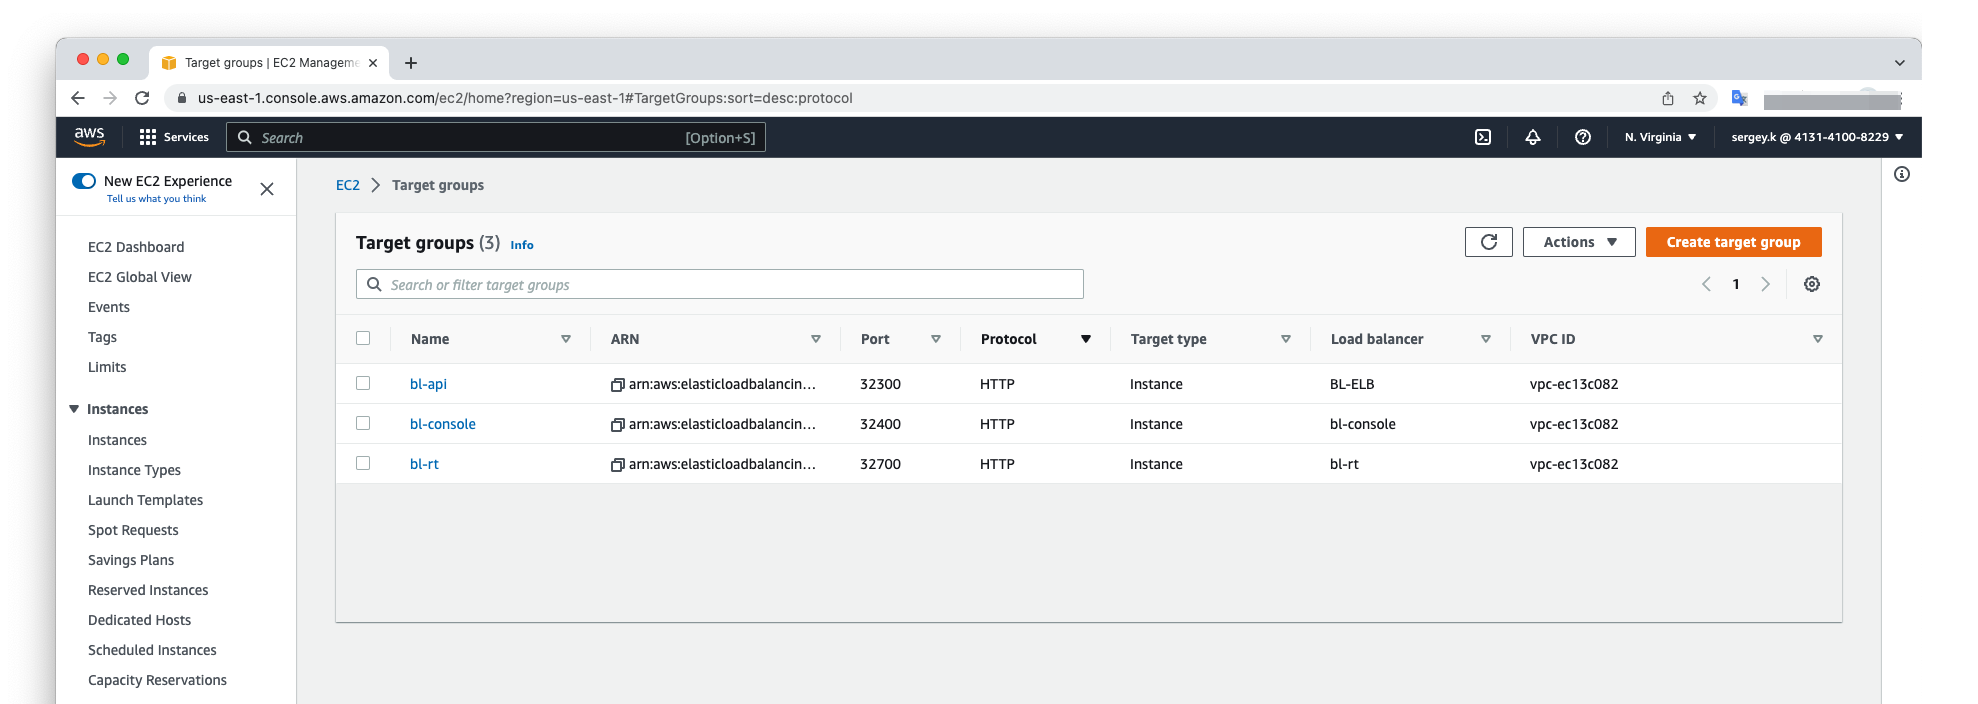 Target groups | EC2 Manageme
us-east-1.console.aws.amazon.com/ec2/home?region=us-east-1#TargetGroups:sort=desc:protocol
aws Services Search [Option+S] N. Virginia sergey.k @ 4131-4100-8229
New EC2 Experience
Tell us what you think
EC2 Dashboard
EC2 Global View
Events
Tags
Limits
Instances
Instances
Instance Types
Launch Templates
Spot Requests
Savings Plans
Reserved Instances
Dedicated Hosts
Scheduled Instances
Capacity Reservations
EC2 > Target groups
Target groups (3) Info
Actions
Create target group
Search or filter target groups
1
Name ARN Port Protocol Target type Load balancer VPC ID
bl-api arn:aws:elasticloadbalancin... 32300 HTTP Instance BL-ELB vpc-ec13c082
bl-console arn:aws:elasticloadbalancin... 32400 HTTP Instance bl-console vpc-ec13c082
bl-rt arn:aws:elasticloadbalancin... 32700 HTTP Instance bl-rt vpc-ec13c082